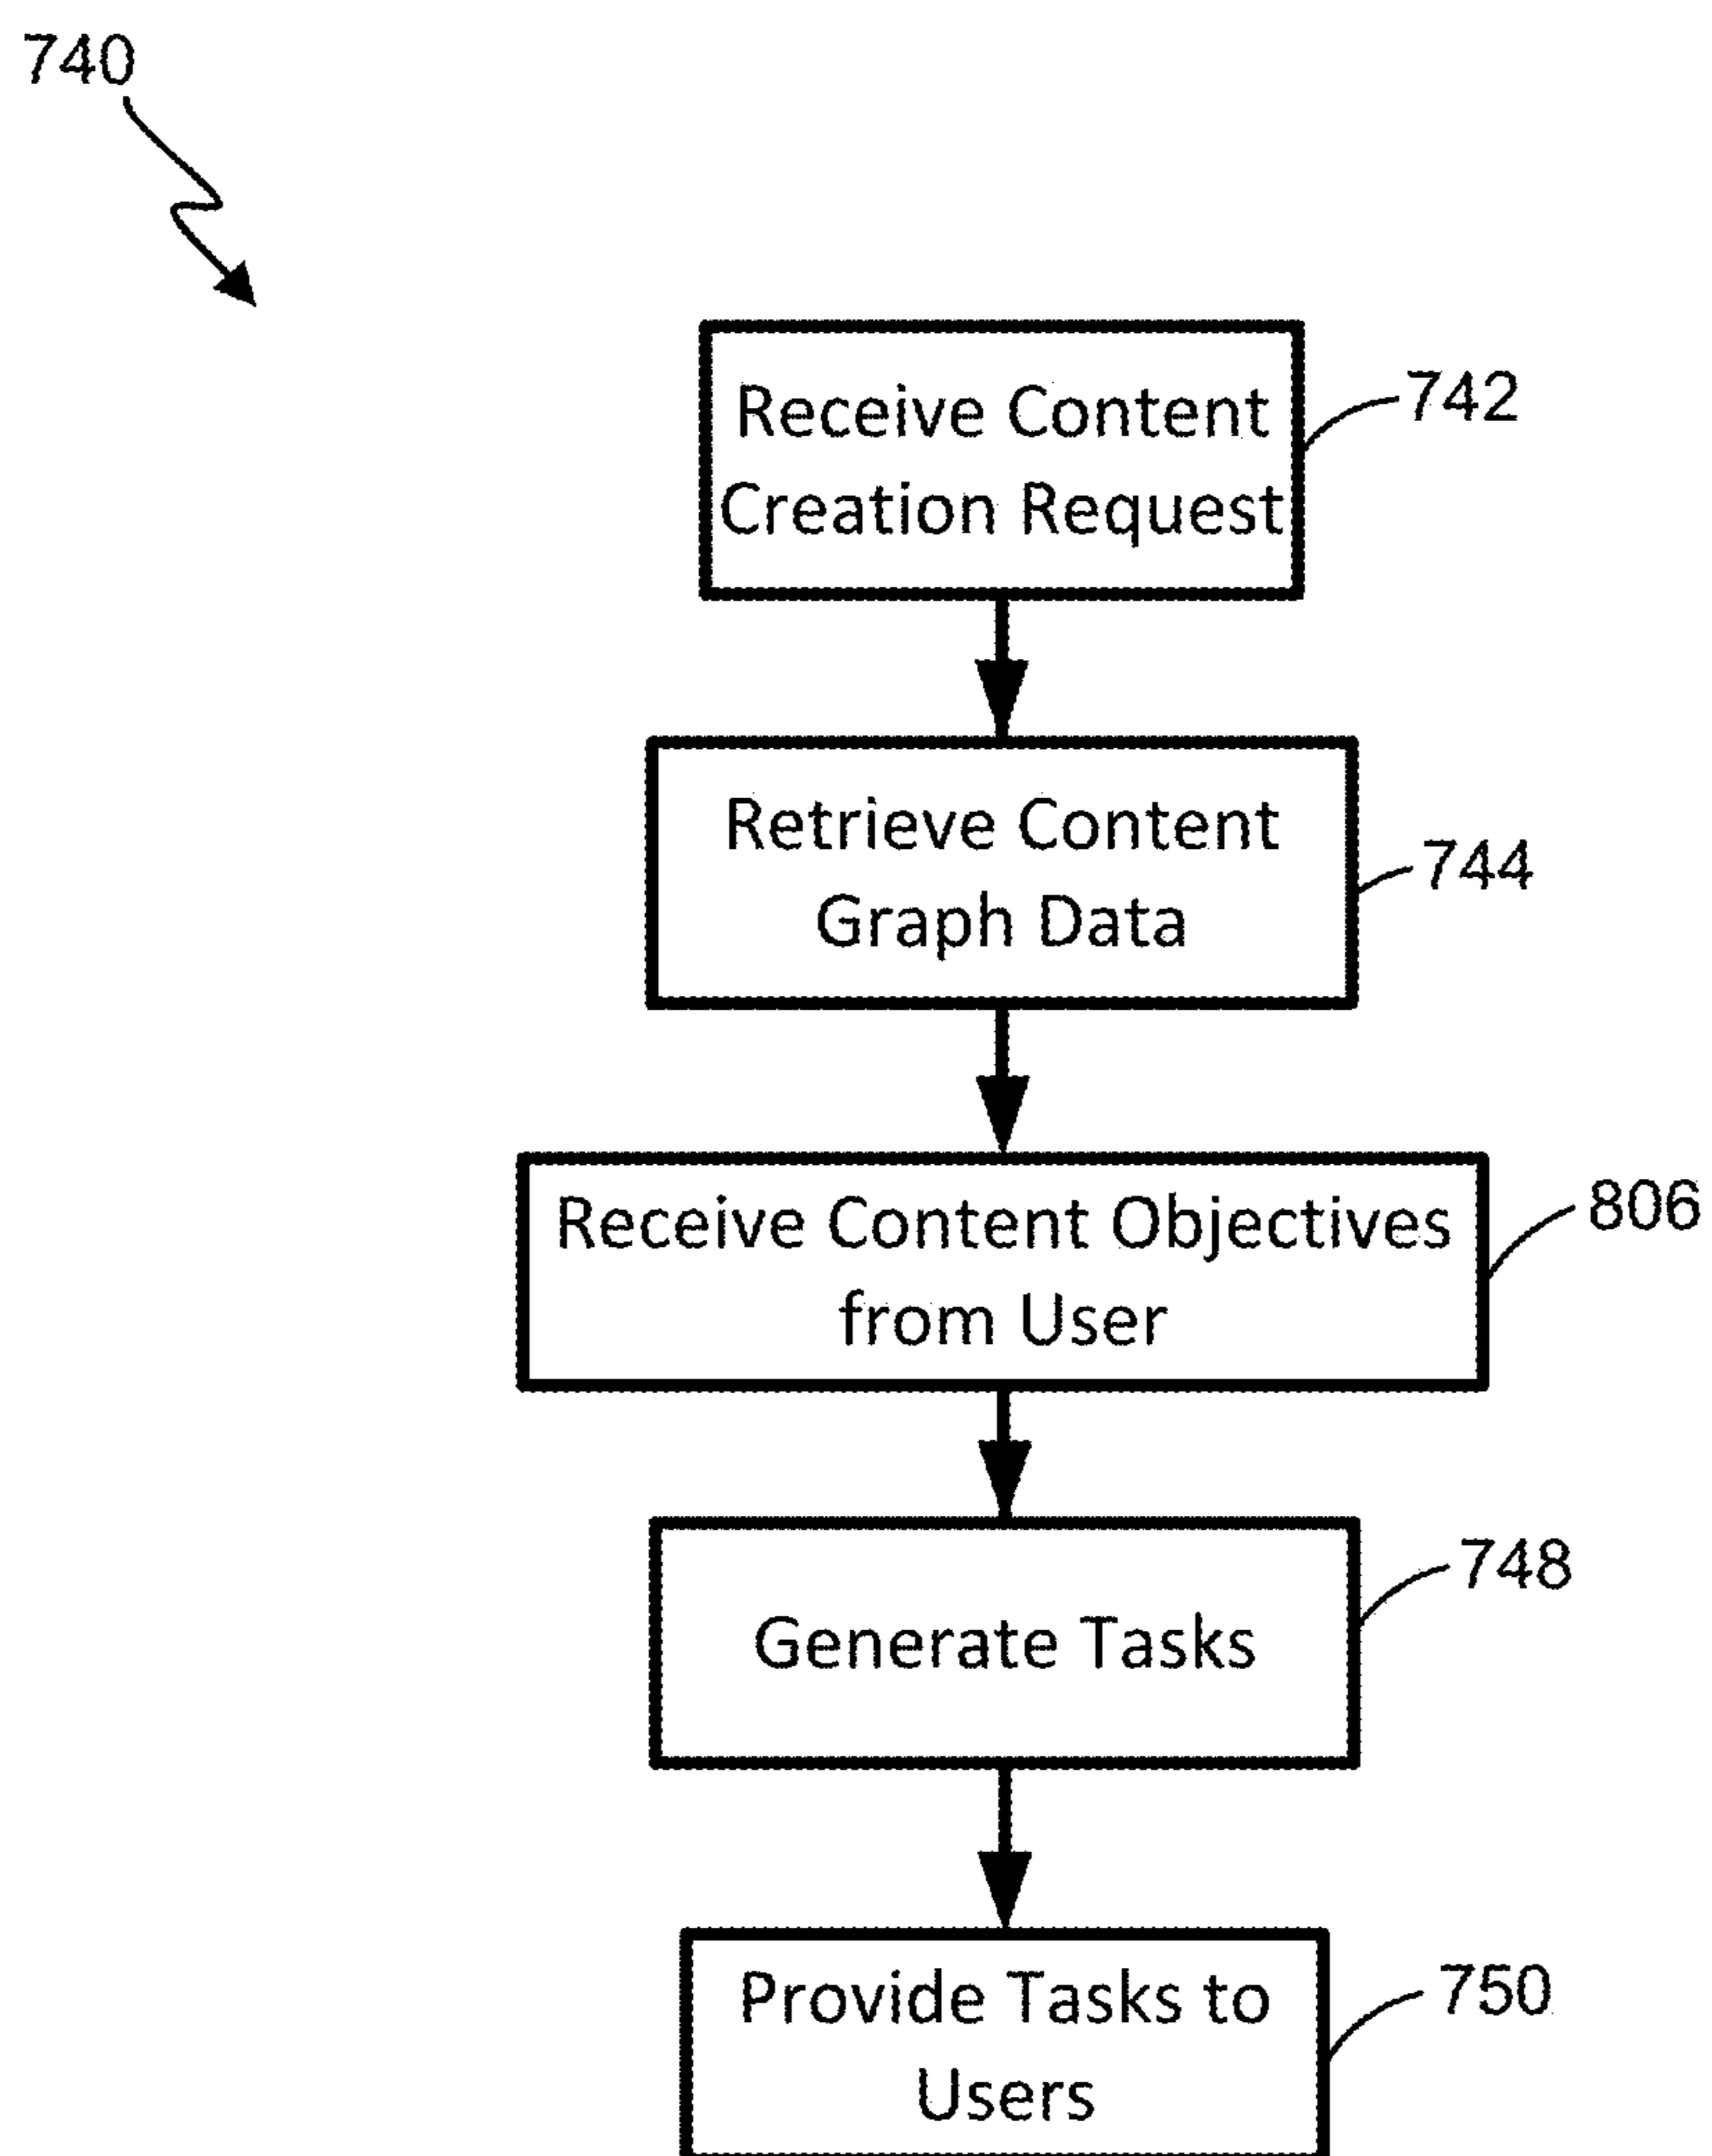 740
Receive Content
Creation Request
742
Retrieve Content
Graph Data
744
Receive Content Objectives
from User
806
Generate Tasks
748
Provide Tasks to
Users
750